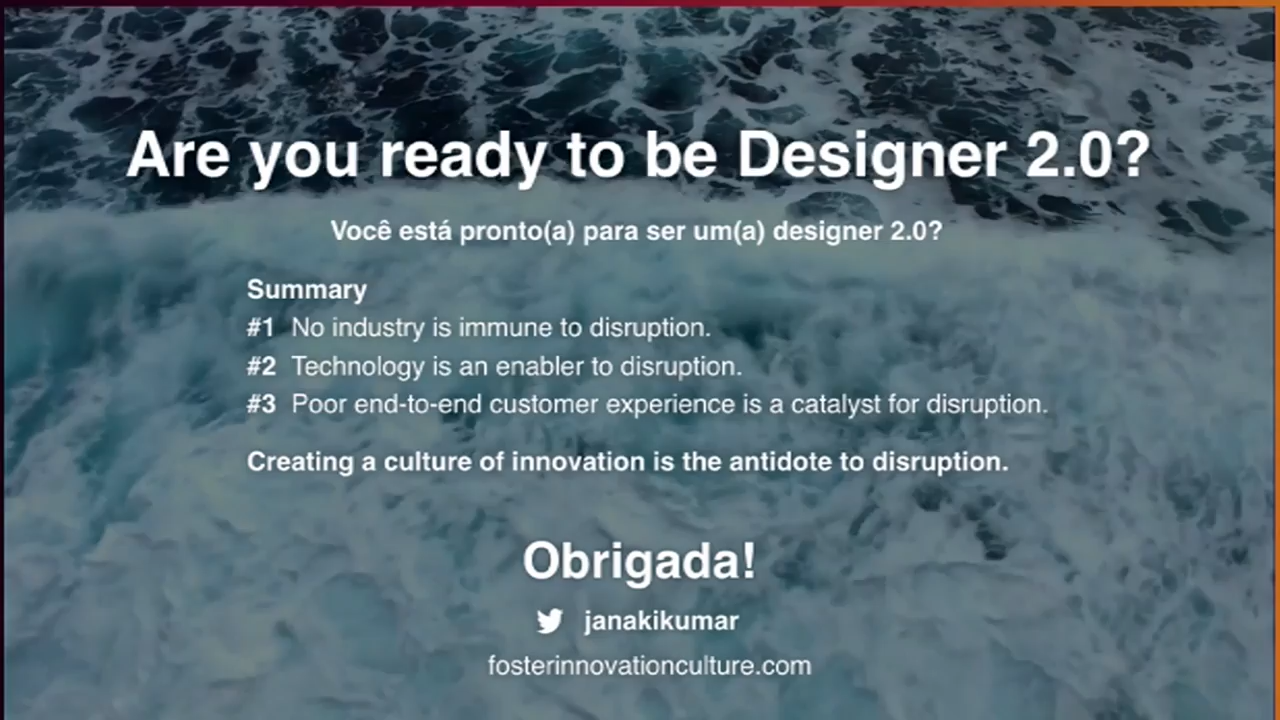 Are you ready to be Designer 2.0?
Você está pronto(a) para ser um(a) designer 2.0?
Summary
#1 No industry is immune to disruption.
#2 Technology is an enabler to disruption.
#3 Poor end-to-end customer experience is a catalyst for disruption.
Creating a culture of innovation is the antidote to disruption.
Obrigada!
janakikumar
fosterinnovationculture.com